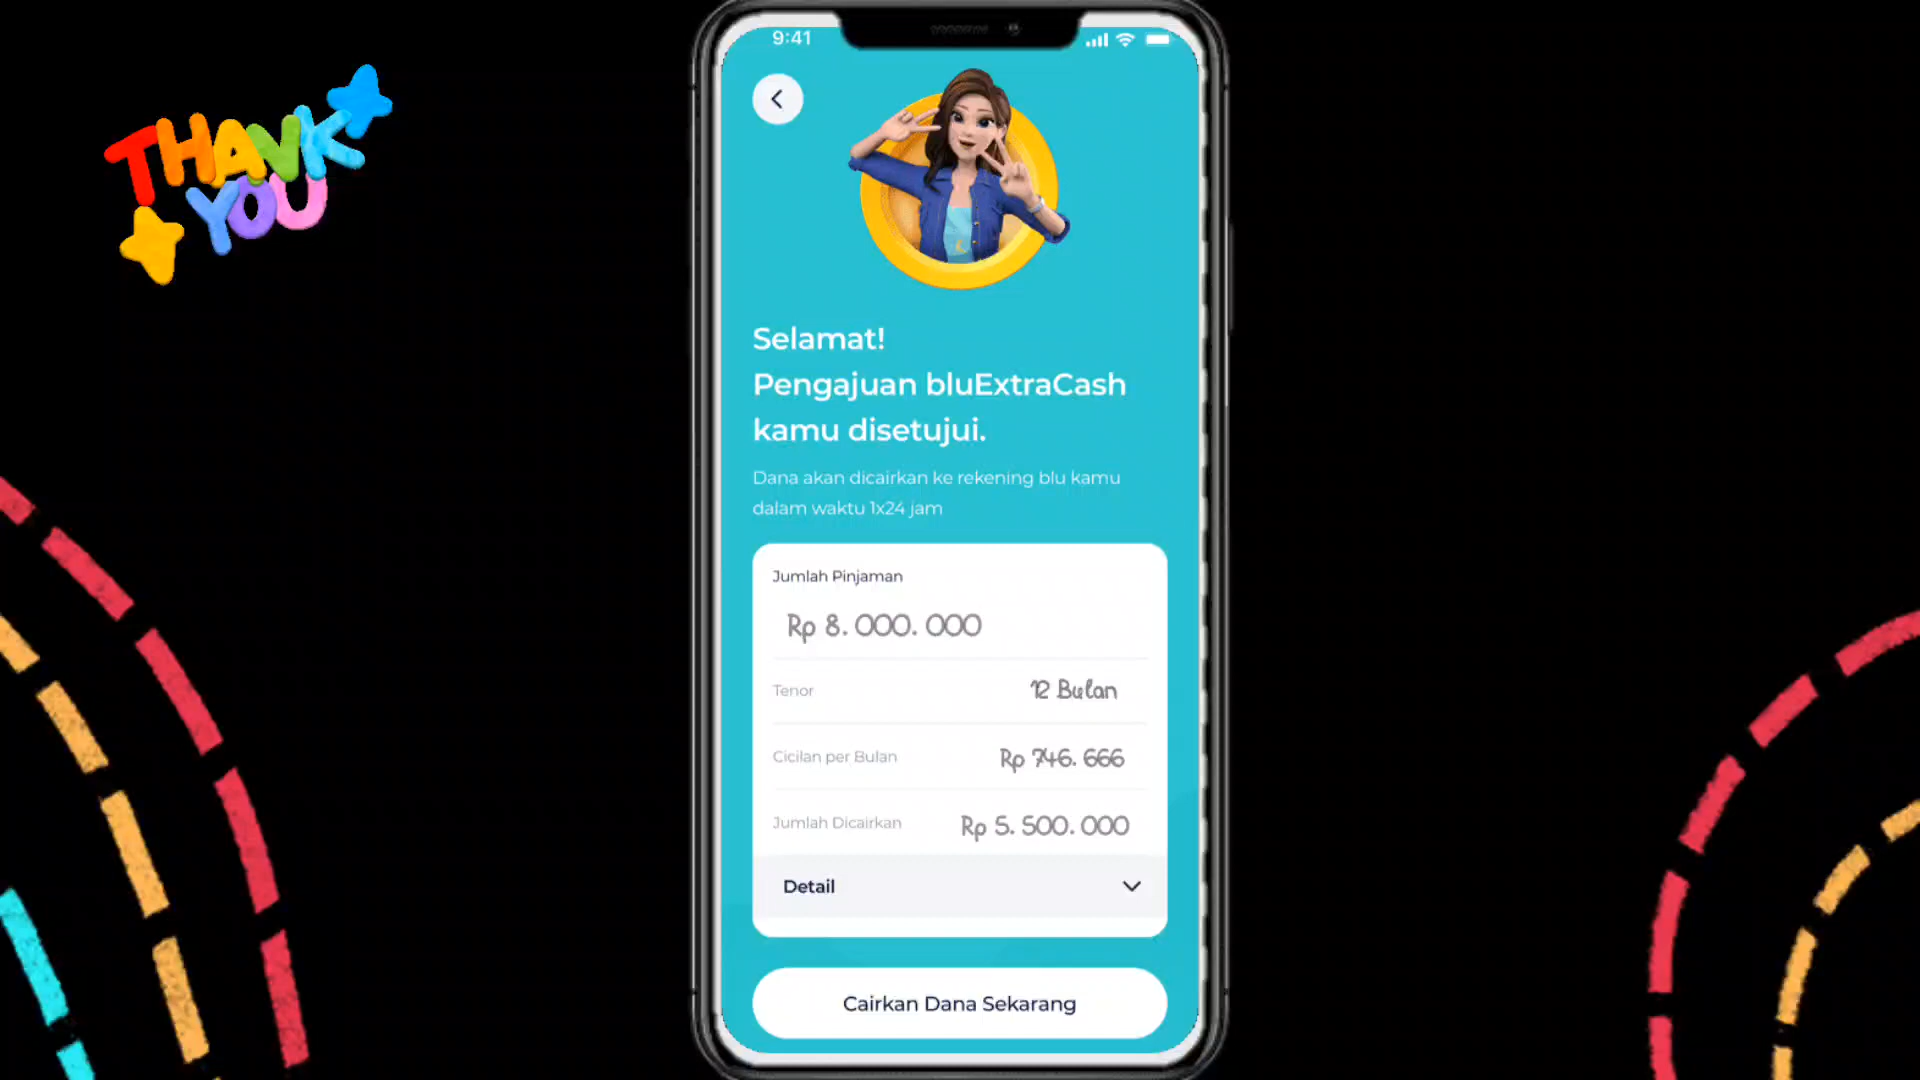 THANK
YOU
9:41
Selamat!
Pengajuan bluExtraCash
kamu disetujui.
Dana akan dicairkan ke rekening blu kamu
dalam waktu 1x24 jam
Jumlah Pinjaman
Rp 8. 000. 000
Tenor 12 Bulan
Cicilan per Bulan Rp 746. 666
Jumlah Dicairkan Rp 5. 500. 000
Detail
Cairkan Dana Sekarang